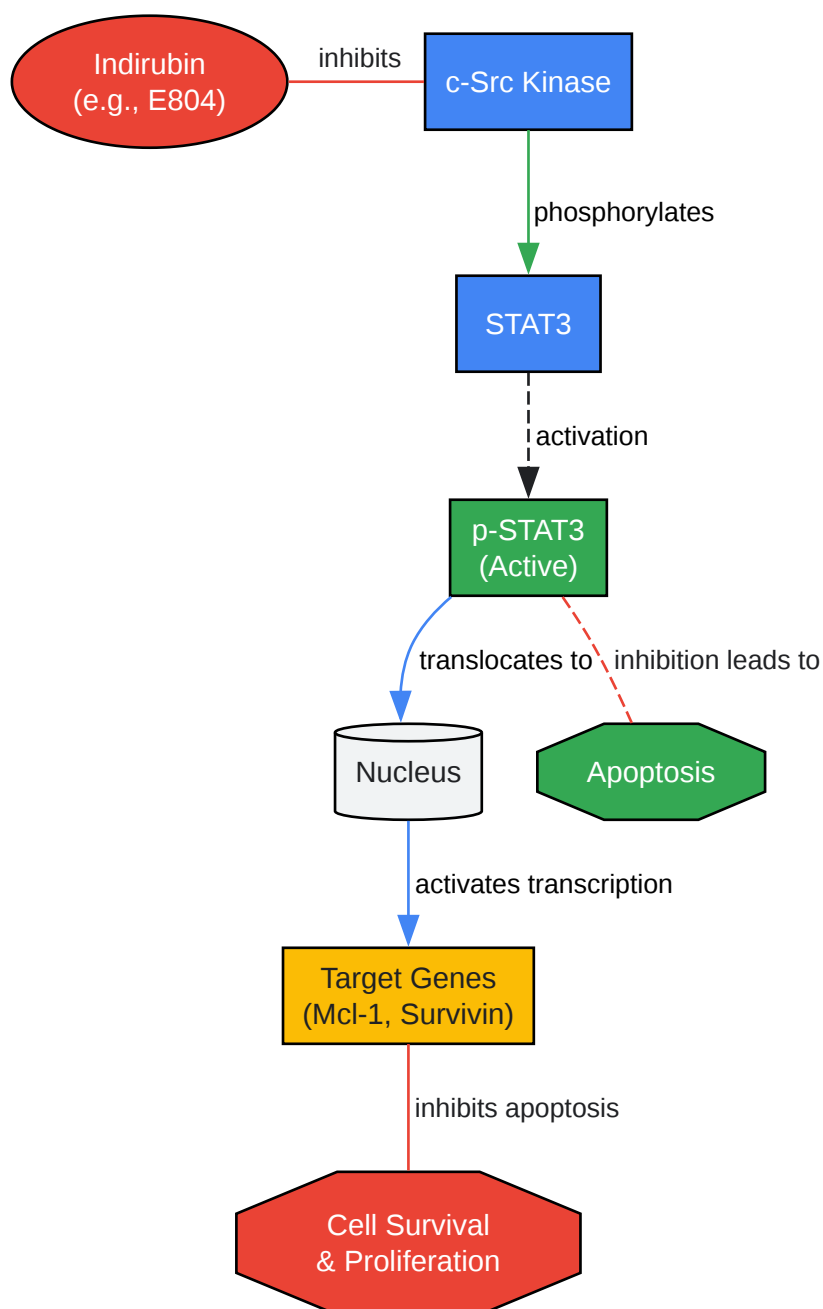 Indirubin
(e.g., E804)
inhibits
c-Src Kinase
phosphorylates
STAT3
activation
p-STAT3
(Active)
translocates to
inhibition leads to
Nucleus
Apoptosis
activates transcription
Target Genes
(Mcl-1, Survivin)
inhibits apoptosis
Cell Survival
& Proliferation